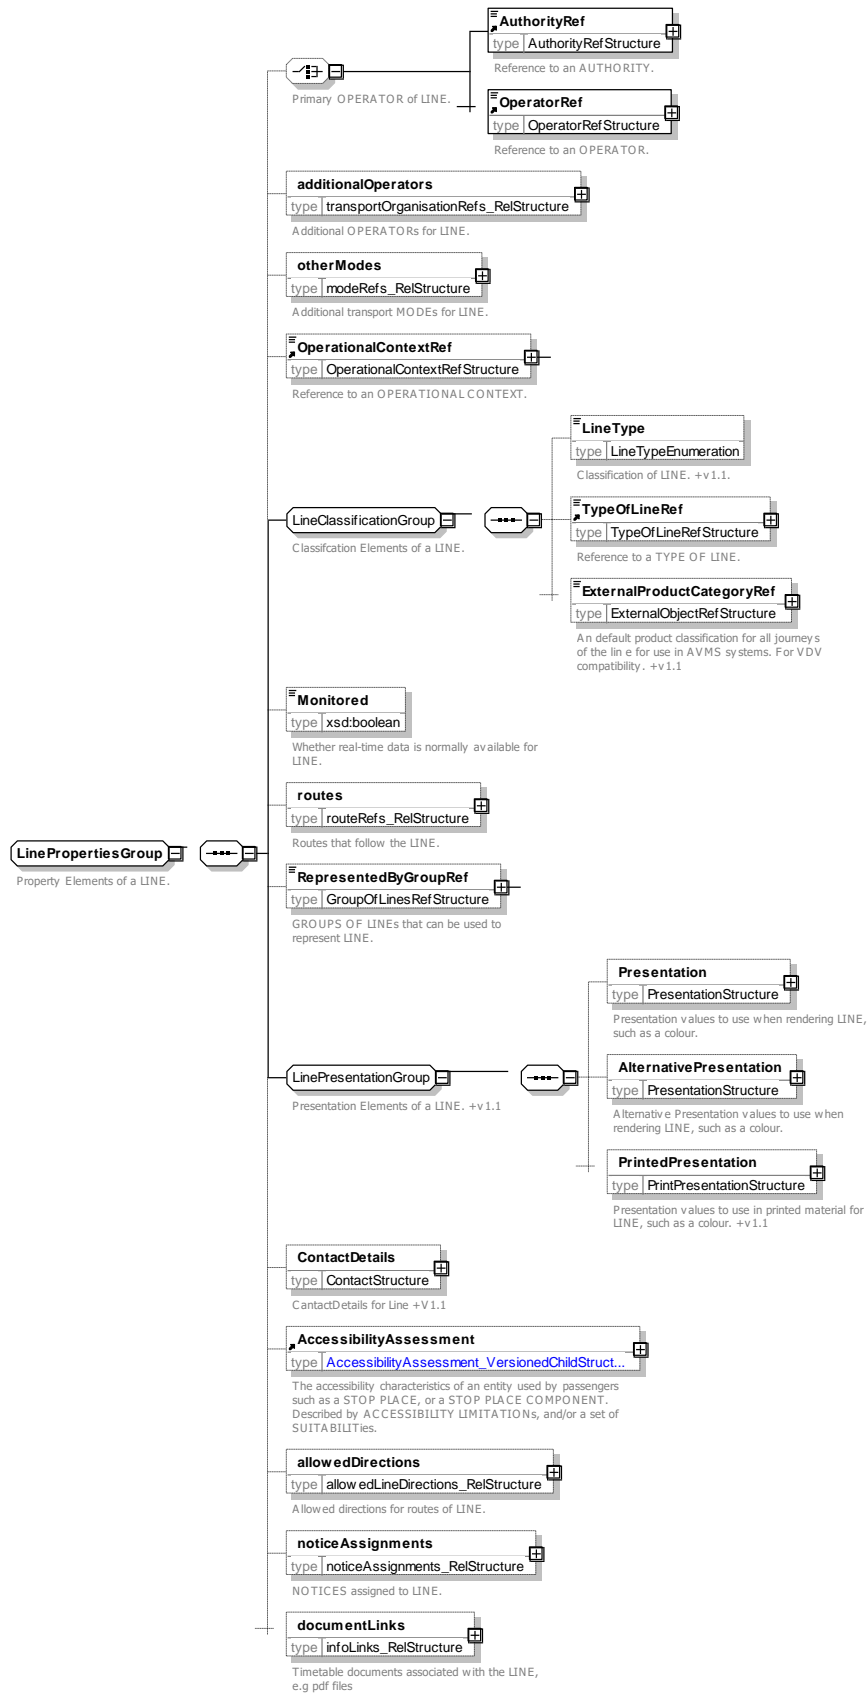 AuthorityRef
type AuthorityRefStructure
Reference to an AUTHORITY.
Primary OPERATOR of LINE.
OperatorRef
type OperatorRefStructure
Reference to an OPERATOR.
additionalOperators
type transportOrganisationRefs_RelStructure
Additional OPERATORs for LINE.
otherModes
type modeRefs_RelStructure
Additional transport MODEs for LINE.
OperationalContextRef
type OperationalContextRefStructure
Reference to an OPERATIONAL CONTEXT.
LineType
type LineTypeEnumeration
Classification of LINE. +v1.1.
LineClassificationGroup
Classifcation Elements of a LINE.
TypeOfLineRef
type TypeOfLineRefStructure
Reference to a TYPE OF LINE.
ExternalProductCategoryRef
type ExternalObjectRefStructure
An default product classification for all journeys
of the lin e for use in AVMS systems. For VDV
compatibility. +v1.1
Monitored
type xsd:boolean
Whether real-time data is normally available for
LINE.
routes
type routeRefs_RelStructure
Routes that follow the LINE.
LinePropertiesGroup
Property Elements of a LINE.
RepresentedByGroupRef
type GroupOfLinesRefStructure
GROUPS OF LINEs that can be used to
represent LINE.
Presentation
type PresentationStructure
Presentation values to use when rendering LINE,
such as a colour.
LinePresentationGroup
Presentation Elements of a LINE. +v1.1
AlternativePresentation
type PresentationStructure
Alternative Presentation values to use when
rendering LINE, such as a colour.
PrintedPresentation
type PrintPresentationStructure
Presentation values to use in printed material for
LINE, such as a colour. +v1.1
ContactDetails
type ContactStructure
CantactDetails for Line +V1.1
AccessibilityAssessment
type AccessibilityAssessment_VersionedChildStruct...
The accessibility characteristics of an entity used by passengers
such as a STOP PLACE, or a STOP PLACE COMPONENT.
Described by ACCESSIBILITY LIMITATIONs, and/or a set of
SUITABILITies.
allowedDirections
type allowedLineDirections_RelStructure
Allowed directions for routes of LINE.
noticeAssignments
type noticeAssignments_RelStructure
NOTICES assigned to LINE.
documentLinks
type infoLinks_RelStructure
Timetable documents associated with the LINE,
e.g pdf files